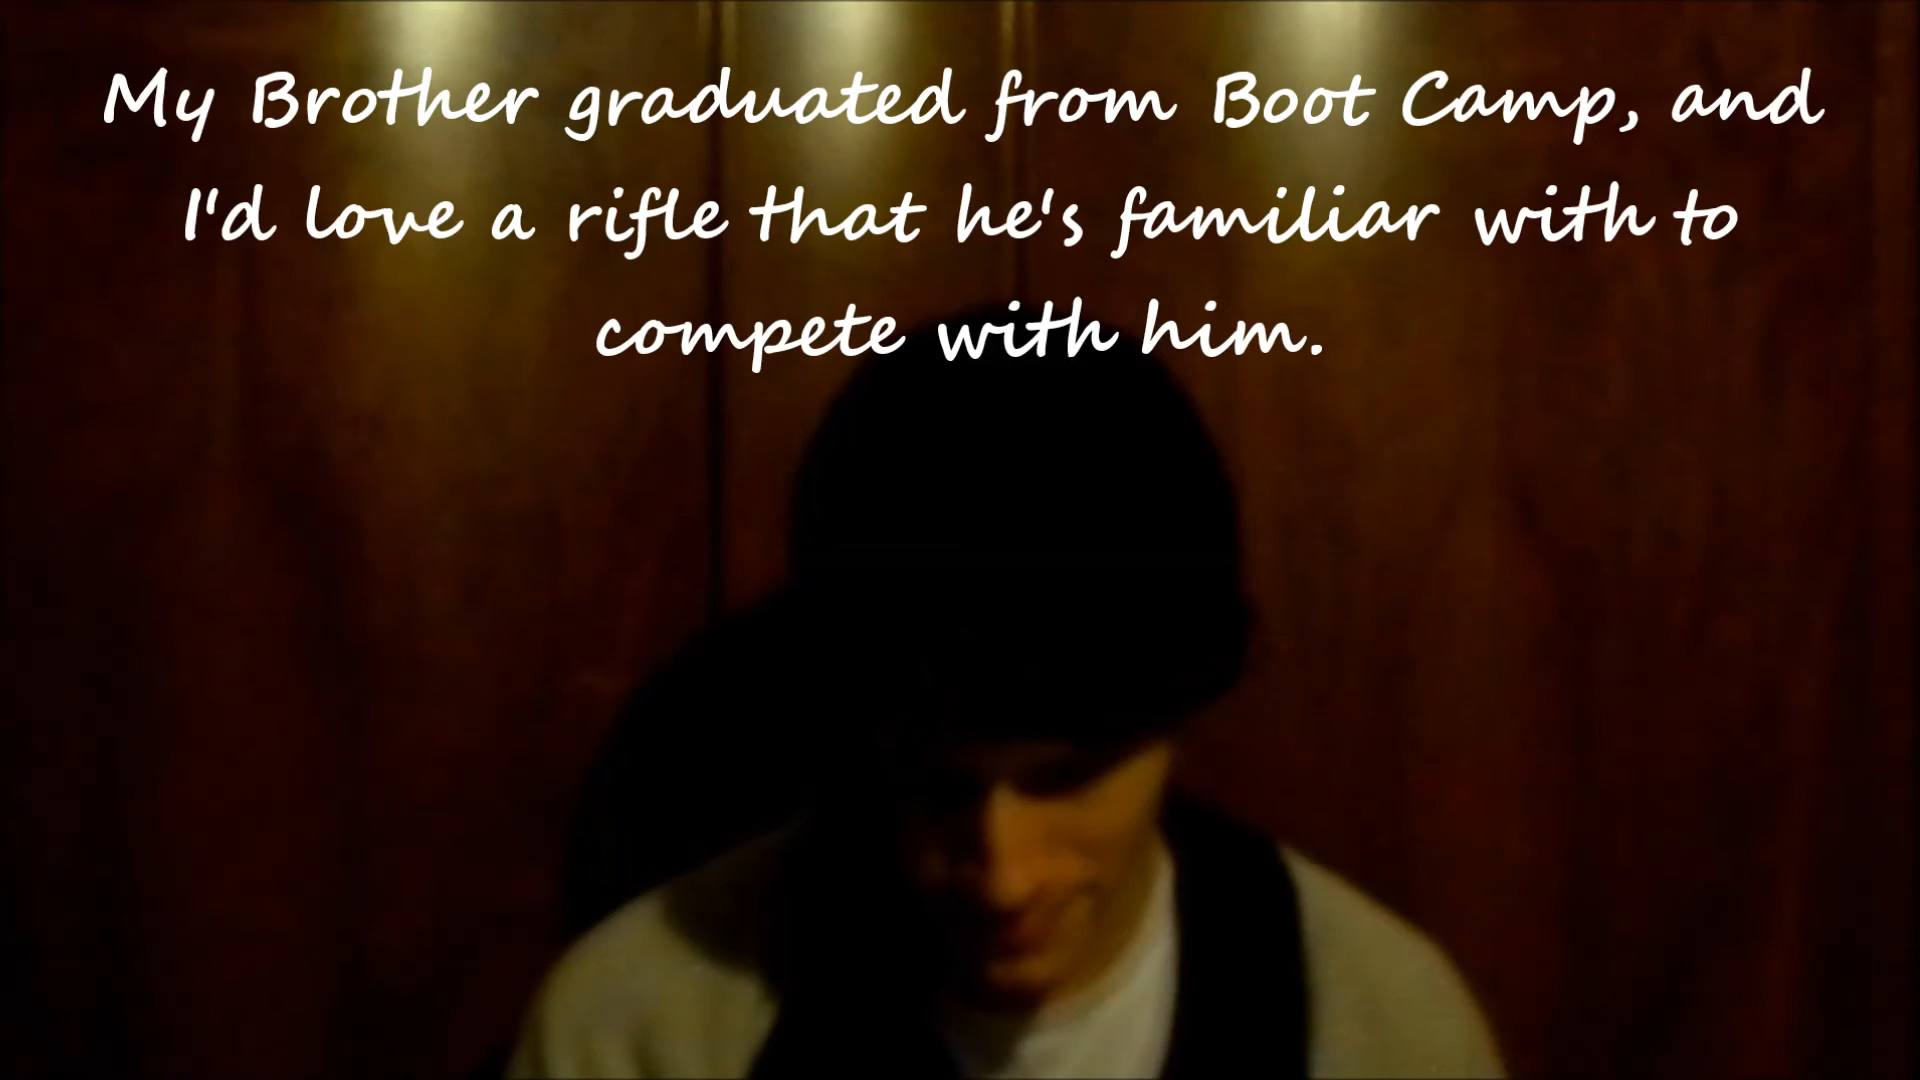 My Brother graduated from Boot Camp, and
I'd love a rifle that he's familiar with to
compete with him.